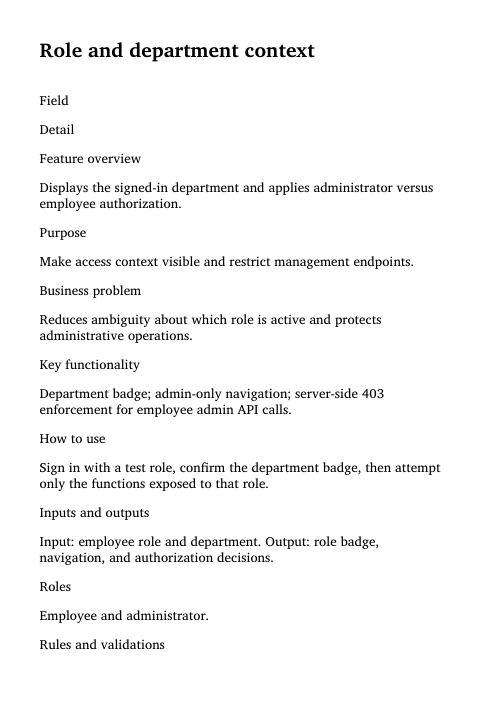 Role and department context
Field
Detail
Feature overview
Displays the signed-in department and applies administrator versus
employee authorization.
Purpose
Make access context visible and restrict management endpoints.
Business problem
Reduces ambiguity about which role is active and protects
administrative operations.
Key functionality
Department badge; admin-only navigation; server-side 403
enforcement for employee admin API calls.
How to use
Sign in with a test role, confirm the department badge, then attempt
only the functions exposed to that role.
Inputs and outputs
Input: employee role and department. Output: role badge,
navigation, and authorization decisions.
Roles
Employee and administrator.
Rules and validations